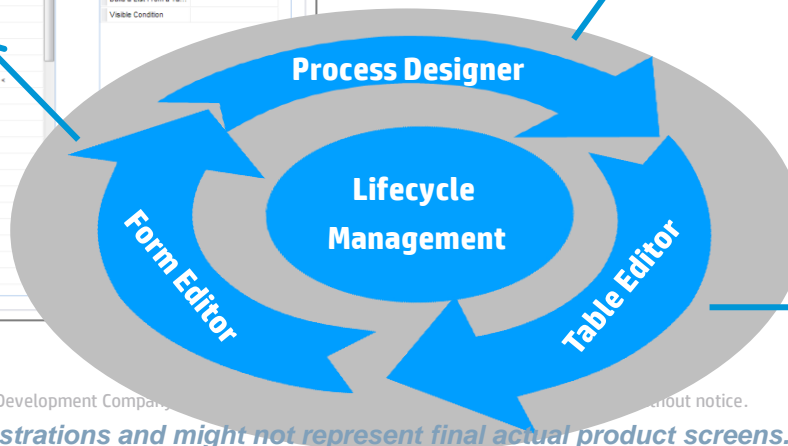 Visible Condition
Process Designer
Lifecycle
Management
Form Editor
Table Editor
Development Company
hout notice.
strations and might not represent final actual product screens.